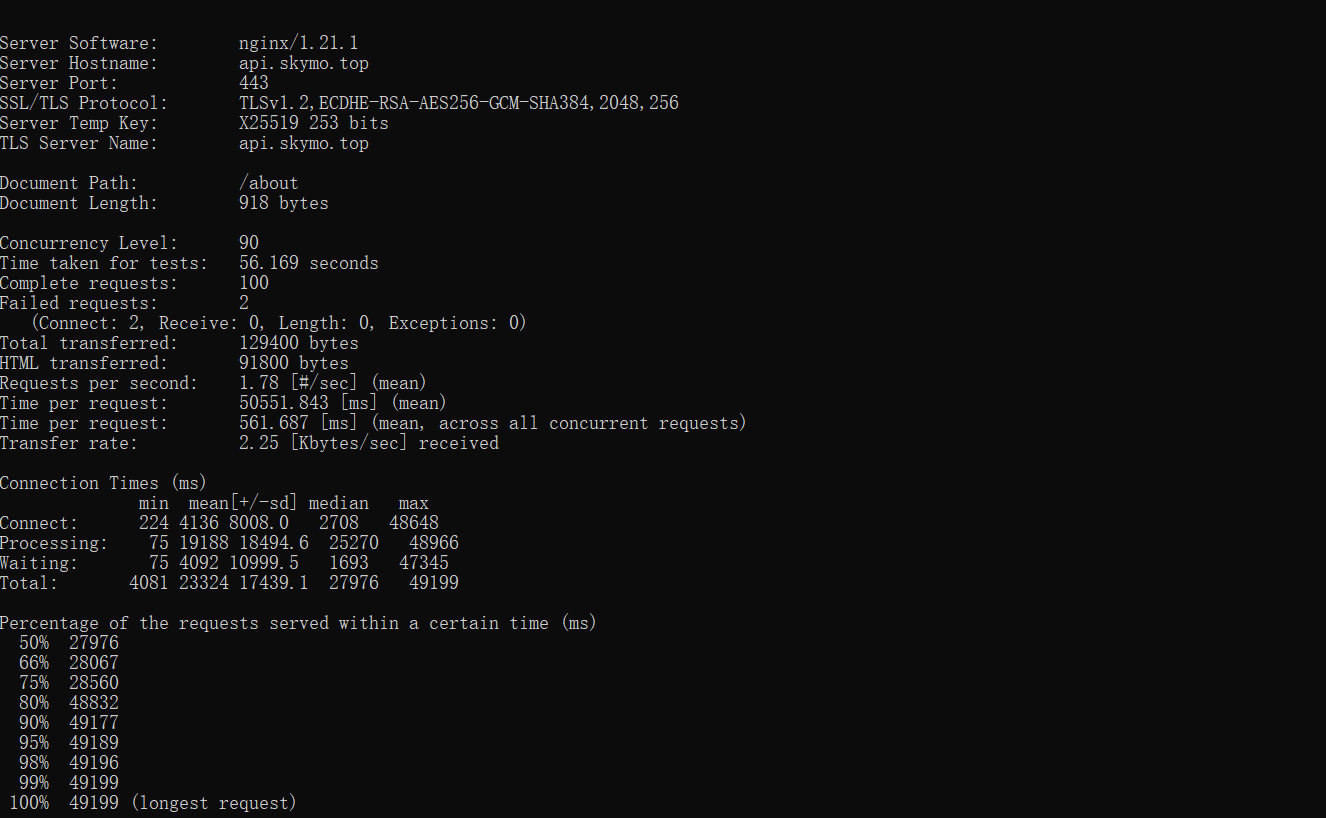 Server Software:        nginx/1.21.1
Server Hostname:        api.skymo.top
Server Port:            443
SSL/TLS Protocol:       TLSv1.2,ECDHE-RSA-AES256-GCM-SHA384,2048,256
Server Temp Key:        X25519 253 bits
TLS Server Name:        api.skymo.top

Document Path:          /about
Document Length:        918 bytes

Concurrency Level:      90
Time taken for tests:   56.169 seconds
Complete requests:      100
Failed requests:        2
   (Connect: 2, Receive: 0, Length: 0, Exceptions: 0)
Total transferred:      129400 bytes
HTML transferred:       91800 bytes
Requests per second:    1.78 [#/sec] (mean)
Time per request:       50551.843 [ms] (mean)
Time per request:       561.687 [ms] (mean, across all concurrent requests)
Transfer rate:          2.25 [Kbytes/sec] received

Connection Times (ms)
              min  mean[+/-sd] median   max
Connect:      224 4136 8008.0   2708   48648
Processing:    75 19188 18494.6  25270   48966
Waiting:       75 4092 10999.5   1693   47345
Total:       4081 23324 17439.1  27976   49199

Percentage of the requests served within a certain time (ms)
  50%  27976
  66%  28067
  75%  28560
  80%  48832
  90%  49177
  95%  49189
  98%  49196
  99%  49199
 100%  49199 (longest request)